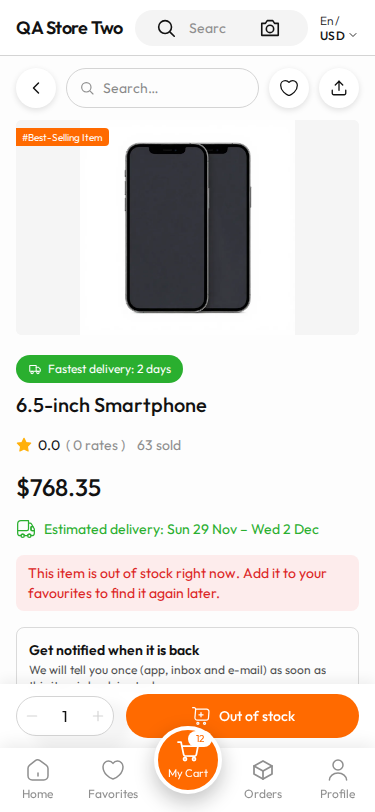 QA Store Two
Searc
En /
USD
Search...
#Best-Selling Item
Fastest delivery: 2 days
6.5-inch Smartphone
0.0 ( 0 rates ) 63 sold
$768.35
Estimated delivery: Sun 29 Nov – Wed 2 Dec
This item is out of stock right now. Add it to your
favourites to find it again later.
Get notified when it is back
We will tell you once (app, inbox and e-mail) as soon as
1
Out of stock
12
My Cart
Home
Favorites
Orders
Profile